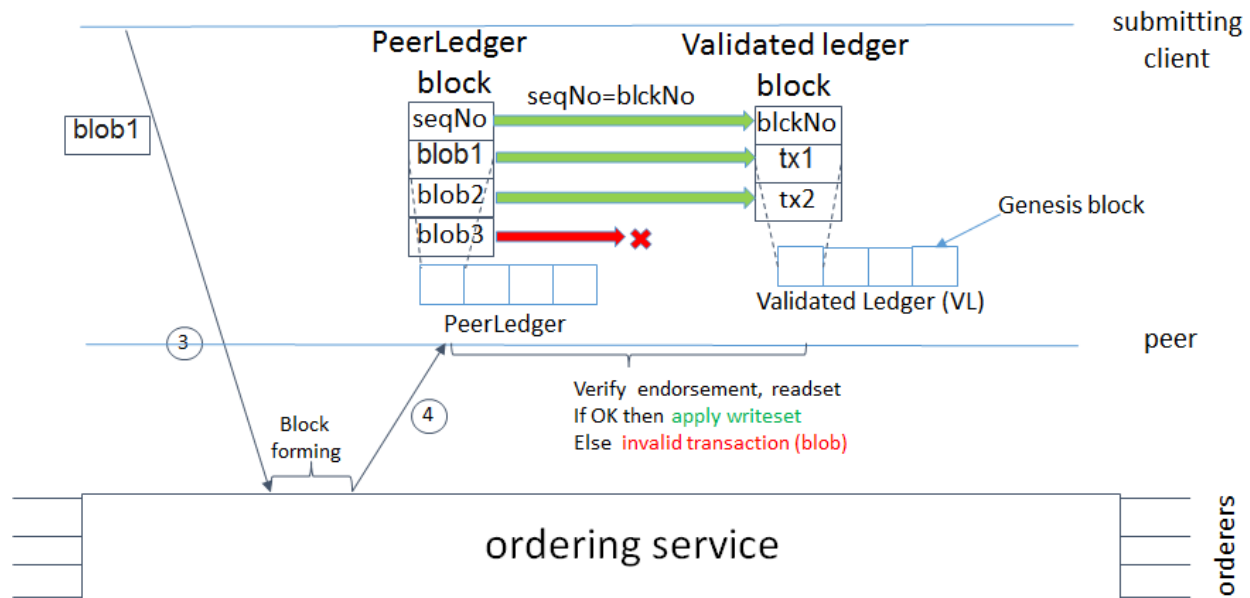 submitting
client
PeerLedger
block
Validated ledger
block
seqNo=blckNo
seqNo
blckNo
blob1
blob1
tx1
blob2
tx2
blob3
Genesis block
PeerLedger
Validated Ledger (VL)
3
peer
4
Verify endorsement, readset
If OK then apply writeset
Else invalid transaction (blob)
Block
forming
ordering service
orderers